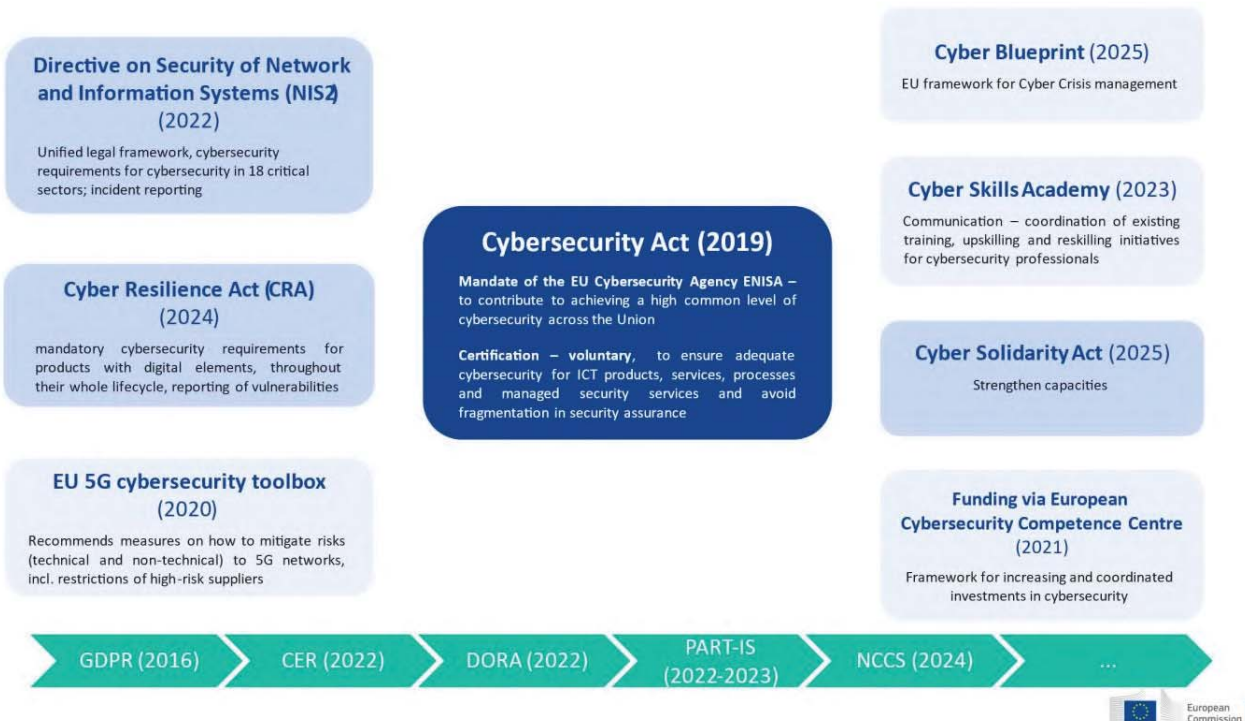 Directive on Security of Network
and Information Systems (NIS2)
(2022)
Unified legal framework, cybersecurity
requirements for cybersecurity in 18 critical
sectors; incident reporting
Cyber Resilience Act (CRA)
(2024)
mandatory cybersecurity requirements for
products with digital elements, throughout
their whole lifecycle, reporting of vulnerabilities
EU 5G cybersecurity toolbox
(2020)
Recommends measures on how to mitigate risks
(technical and non-technical) to 5G networks,
incl. restrictions of high-risk suppliers
Cybersecurity Act (2019)
Mandate of the EU Cybersecurity Agency ENISA –
to contribute to achieving a high common level of
cybersecurity across the Union
Certification – voluntary, to ensure adequate
cybersecurity for ICT products, services, processes
and managed security services and avoid
fragmentation in security assurance
Cyber Blueprint (2025)
EU framework for Cyber Crisis management
Cyber Skills Academy (2023)
Communication – coordination of existing
training, upskilling and reskilling initiatives
for cybersecurity professionals
Cyber Solidarity Act (2025)
Strengthen capacities
Funding via European
Cybersecurity Competence Centre
(2021)
Framework for increasing and coordinated
investments in cybersecurity
GDPR (2016)
CER (2022)
DORA (2022)
PART-IS
(2022-2023)
NCCS (2024)
...
European
Commission